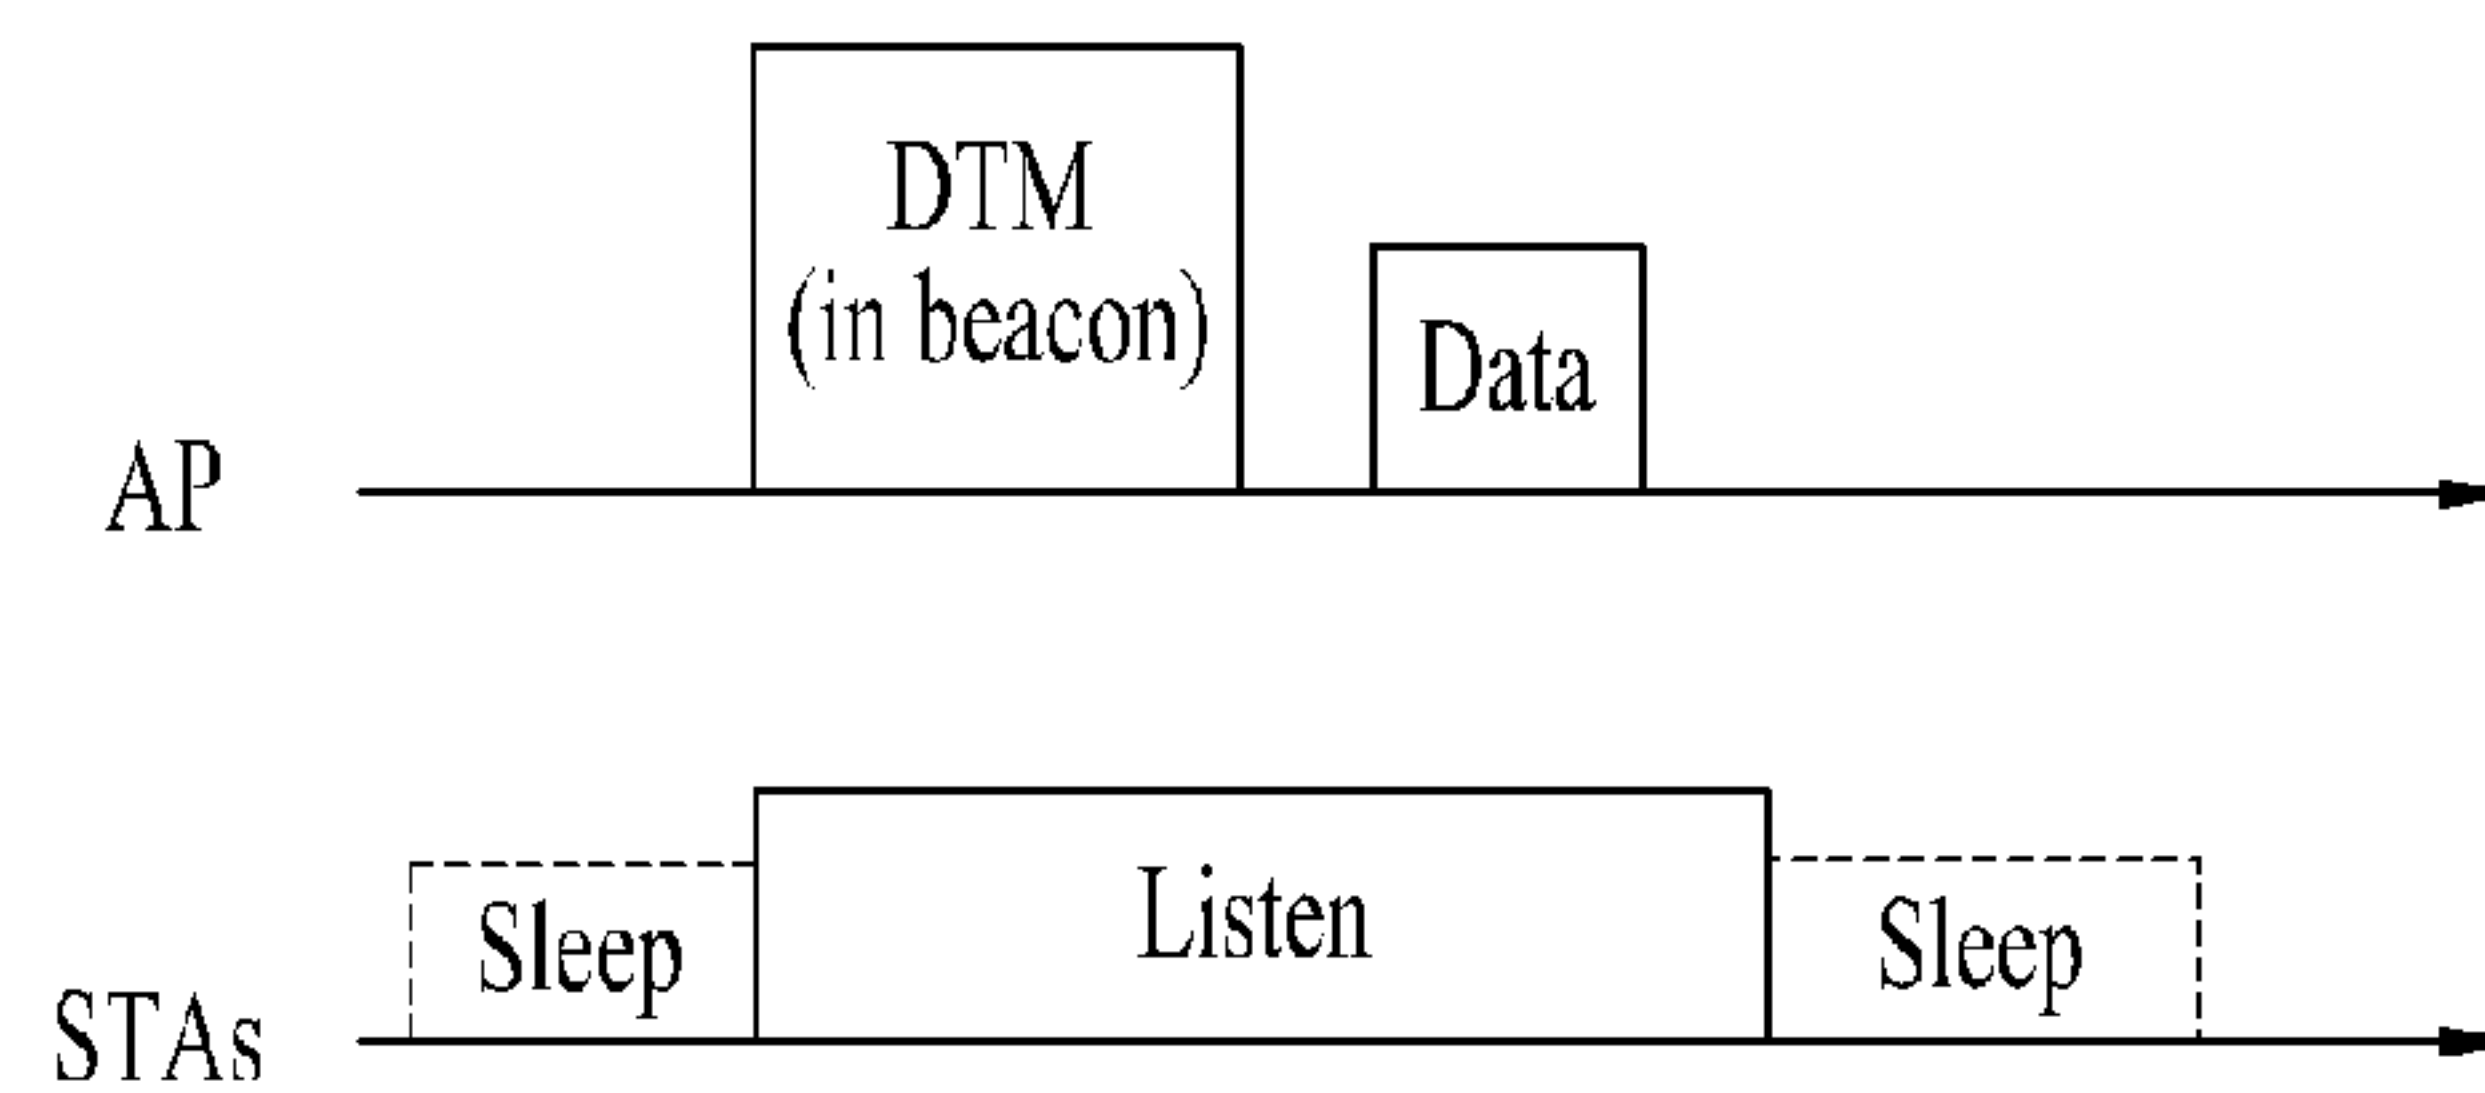 DTM
(in beacon)
Data
AP
Listen
Sleep
Sleep
STAs